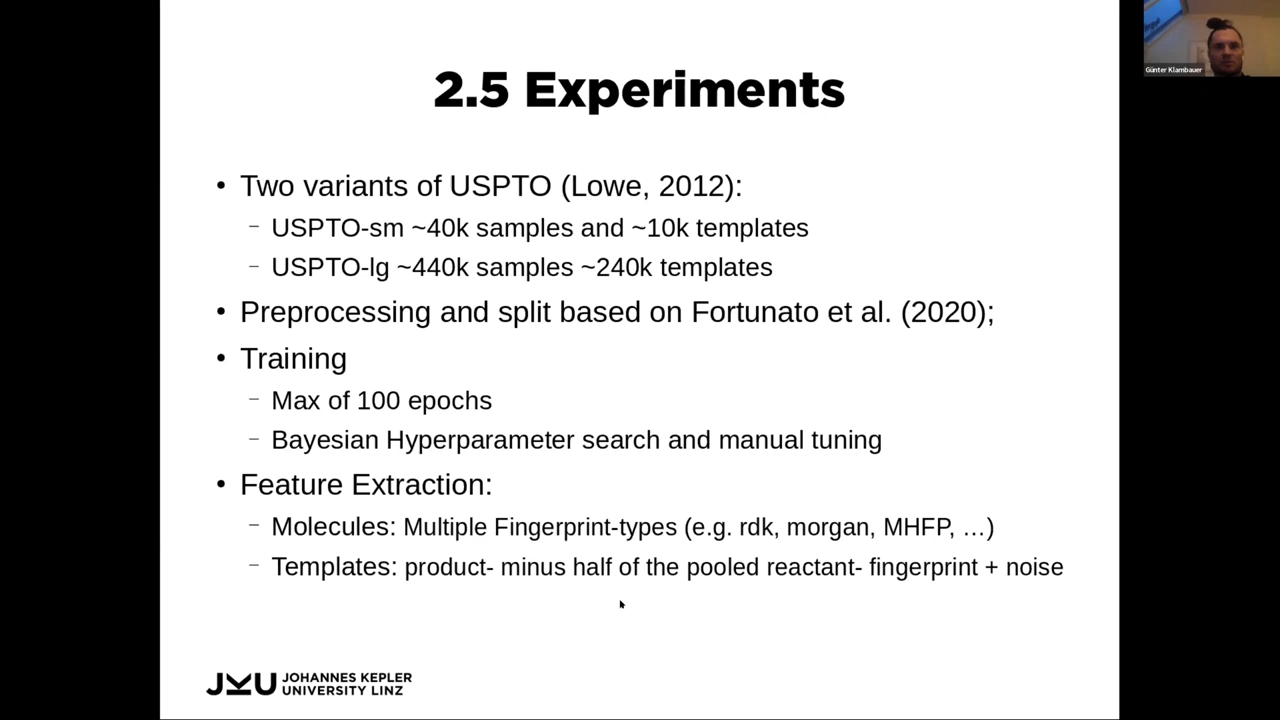 Günter Klambauer
2.5 Experiments
• Two variants of USPTO (Lowe, 2012):
– USPTO-sm ~40k samples and ~10k templates
– USPTO-lg ~440k samples ~240k templates
• Preprocessing and split based on Fortunato et al. (2020);
• Training
– Max of 100 epochs
– Bayesian Hyperparameter search and manual tuning
• Feature Extraction:
– Molecules: Multiple Fingerprint-types (e.g. rdk, morgan, MHFP, …)
– Templates: product- minus half of the pooled reactant- fingerprint + noise
JKU JOHANNES KEPLER
UNIVERSITY LINZ